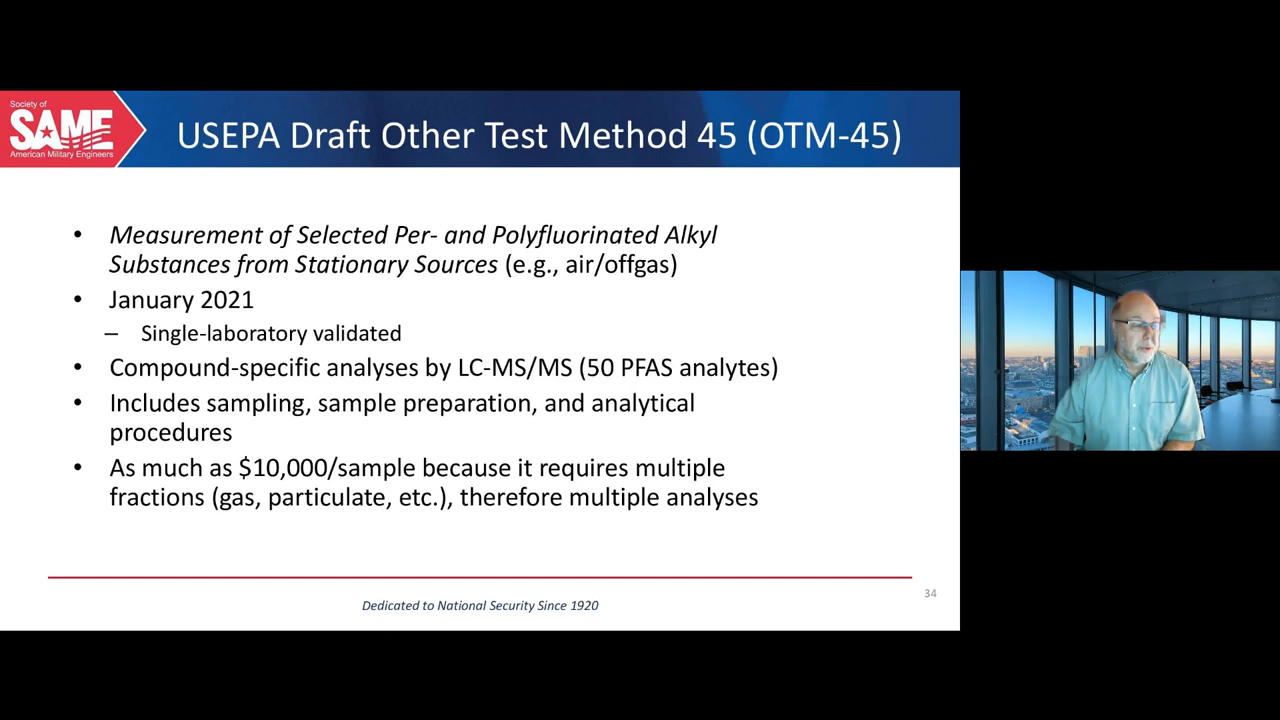 Society of
SAME
American Military Engineers
USEPA Draft Other Test Method 45 (OTM-45)
• Measurement of Selected Per- and Polyfluorinated Alkyl
Substances from Stationary Sources (e.g., air/offgas)
• January 2021
– Single-laboratory validated
• Compound-specific analyses by LC-MS/MS (50 PFAS analytes)
• Includes sampling, sample preparation, and analytical
procedures
• As much as $10,000/sample because it requires multiple
fractions (gas, particulate, etc.), therefore multiple analyses
34
Dedicated to National Security Since 1920